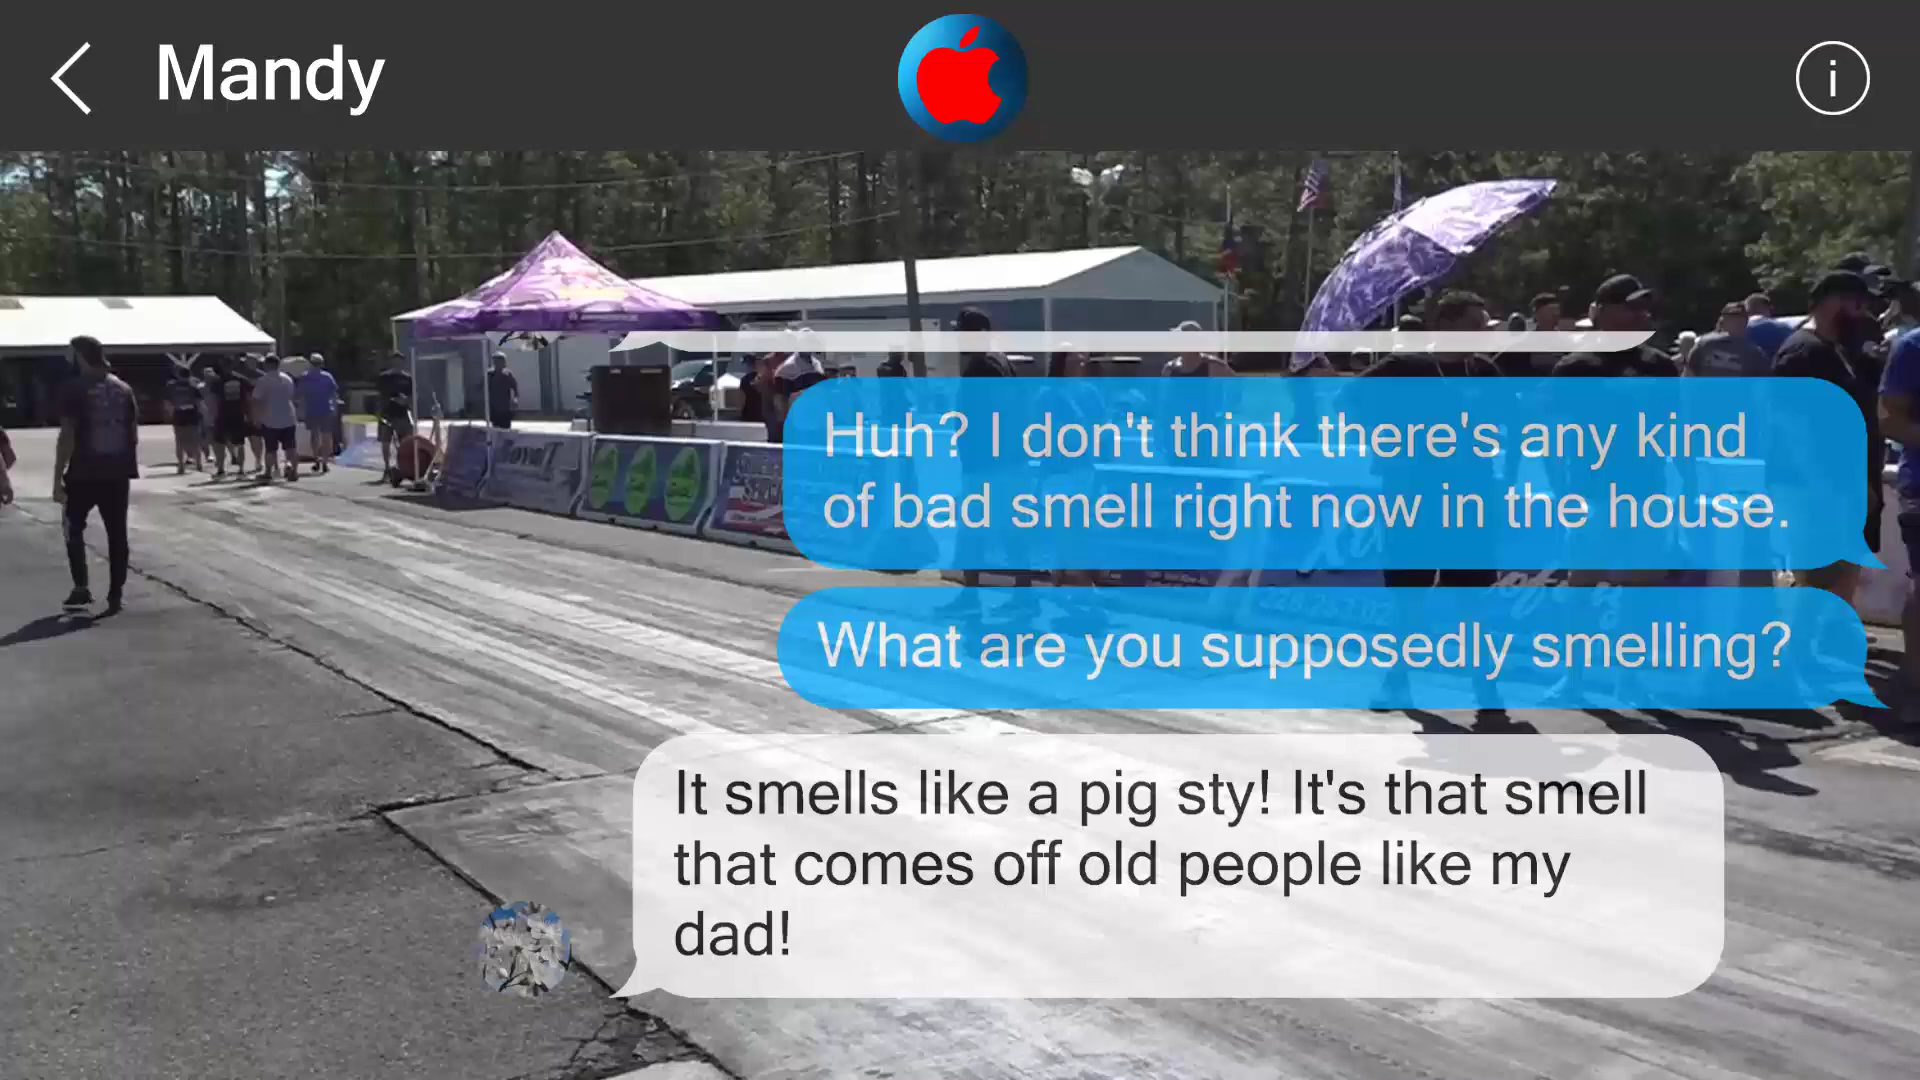 Mandy
Huh? I don't think there's any kind
of bad smell right now in the house.
What are you supposedly smelling?
It smells like a pig sty! It's that smell
that comes off old people like my
dad!